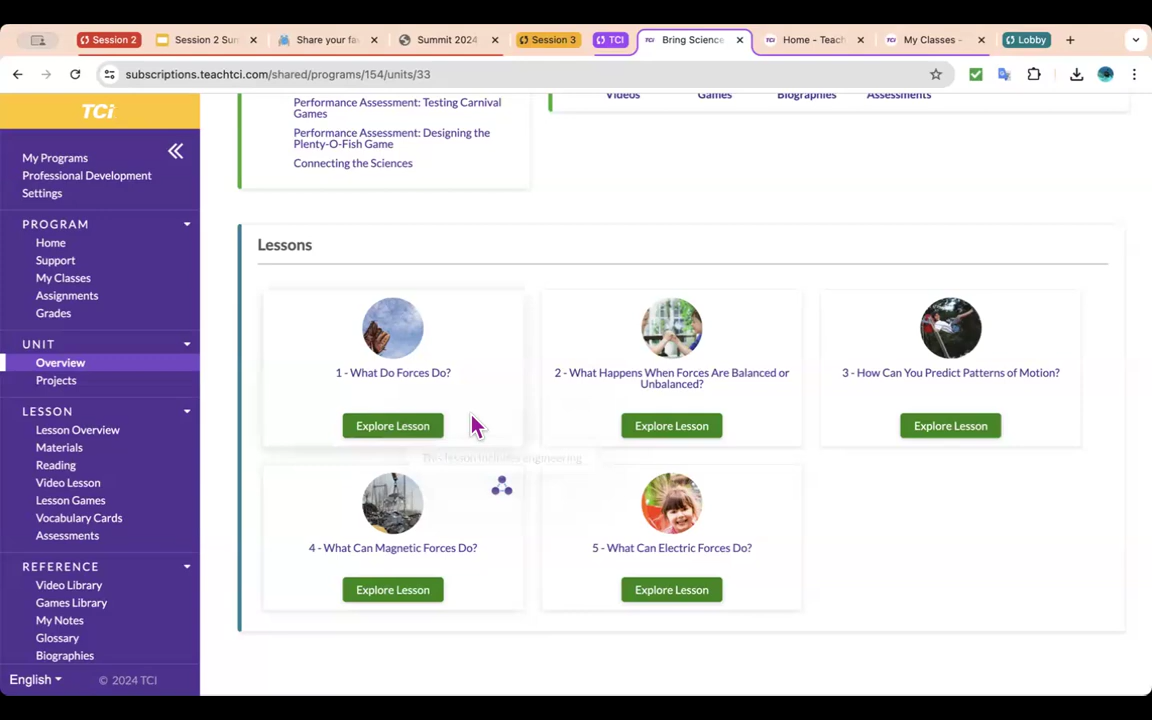 Session 2
Session 2 Sum
Share your fa
Summit 2024
Session 3
TCI
Bring Science
Home - Teach
My Classes -
Lobby
subscriptions.teachtci.com/shared/programs/154/units/33
TCi
My Programs
Professional Development
Settings
PROGRAM
Home
Support
My Classes
Assignments
Grades
UNIT
Overview
Projects
LESSON
Lesson Overview
Materials
Reading
Video Lesson
Lesson Games
Vocabulary Cards
Assessments
REFERENCE
Video Library
Games Library
My Notes
Glossary
Biographies
English
© 2024 TCI
Performance Assessment: Testing Carnival
Games
Performance Assessment: Designing the
Plenty-O-Fish Game
Connecting the Sciences
Videos
Games
Biographies
Assessments
Lessons
1 - What Do Forces Do?
Explore Lesson
2 - What Happens When Forces Are Balanced or
Unbalanced?
Explore Lesson
3 - How Can You Predict Patterns of Motion?
Explore Lesson
This lesson includes engineering
4 - What Can Magnetic Forces Do?
Explore Lesson
5 - What Can Electric Forces Do?
Explore Lesson